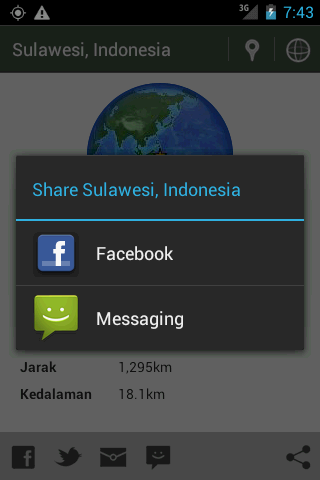 3G
7:43
Sulawesi, Indonesia
Share Sulawesi, Indonesia
Facebook
Messaging
Jarak 1,295km
Kedalaman 18.1km